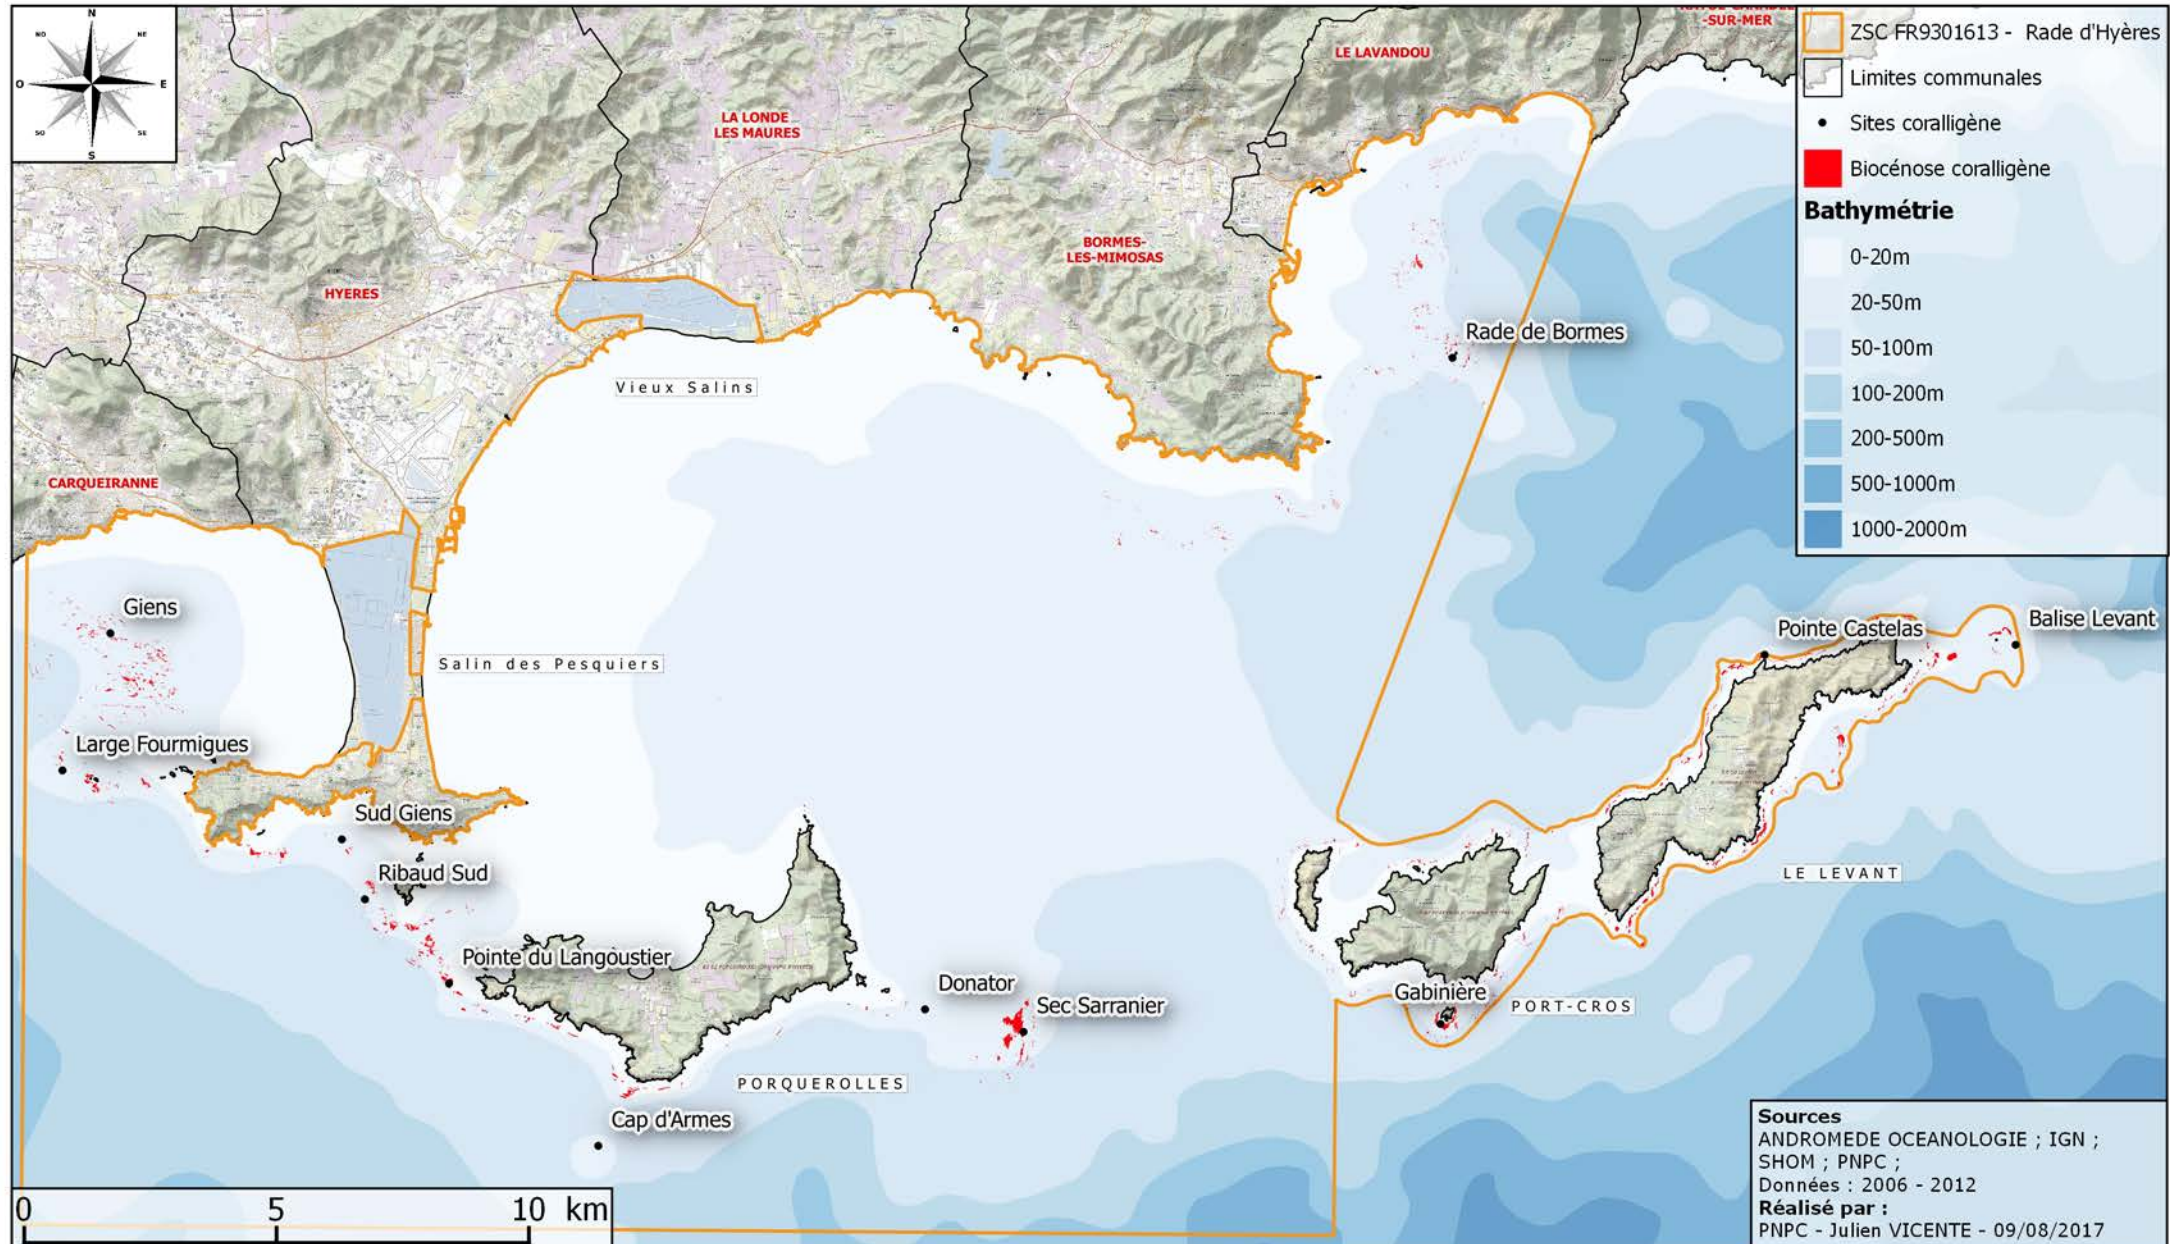 N
NO
NE
O
E
SO
SE
S
-SUR-MER
LE LAVANDOU
LA LONDE
LES MAURES
BORMES-
LES-MIMOSAS
HYERES
CARQUEIRANNE
ZSC FR9301613 - Rade d'Hyères
Limites communales
Sites coralligène
Biocénose coralligène
Bathymétrie
0-20m
20-50m
50-100m
100-200m
200-500m
500-1000m
1000-2000m
Rade de Bormes
Vieux Salins
Giens
Salin des Pesquiers
Pointe Castelas
Balise Levant
Large Fourmigues
Sud Giens
Ribaud Sud
LE LEVANT
Pointe du Langoustier
Donator
Sec Sarranier
Gabinière
PORT-CROS
PORQUEROLLES
Cap d'Armes
0 5 10 km
Sources
ANDROMEDE OCEANOLOGIE ; IGN ;
SHOM ; PNPC ;
Données : 2006 - 2012
Réalisé par :
PNPC - Julien VICENTE - 09/08/2017